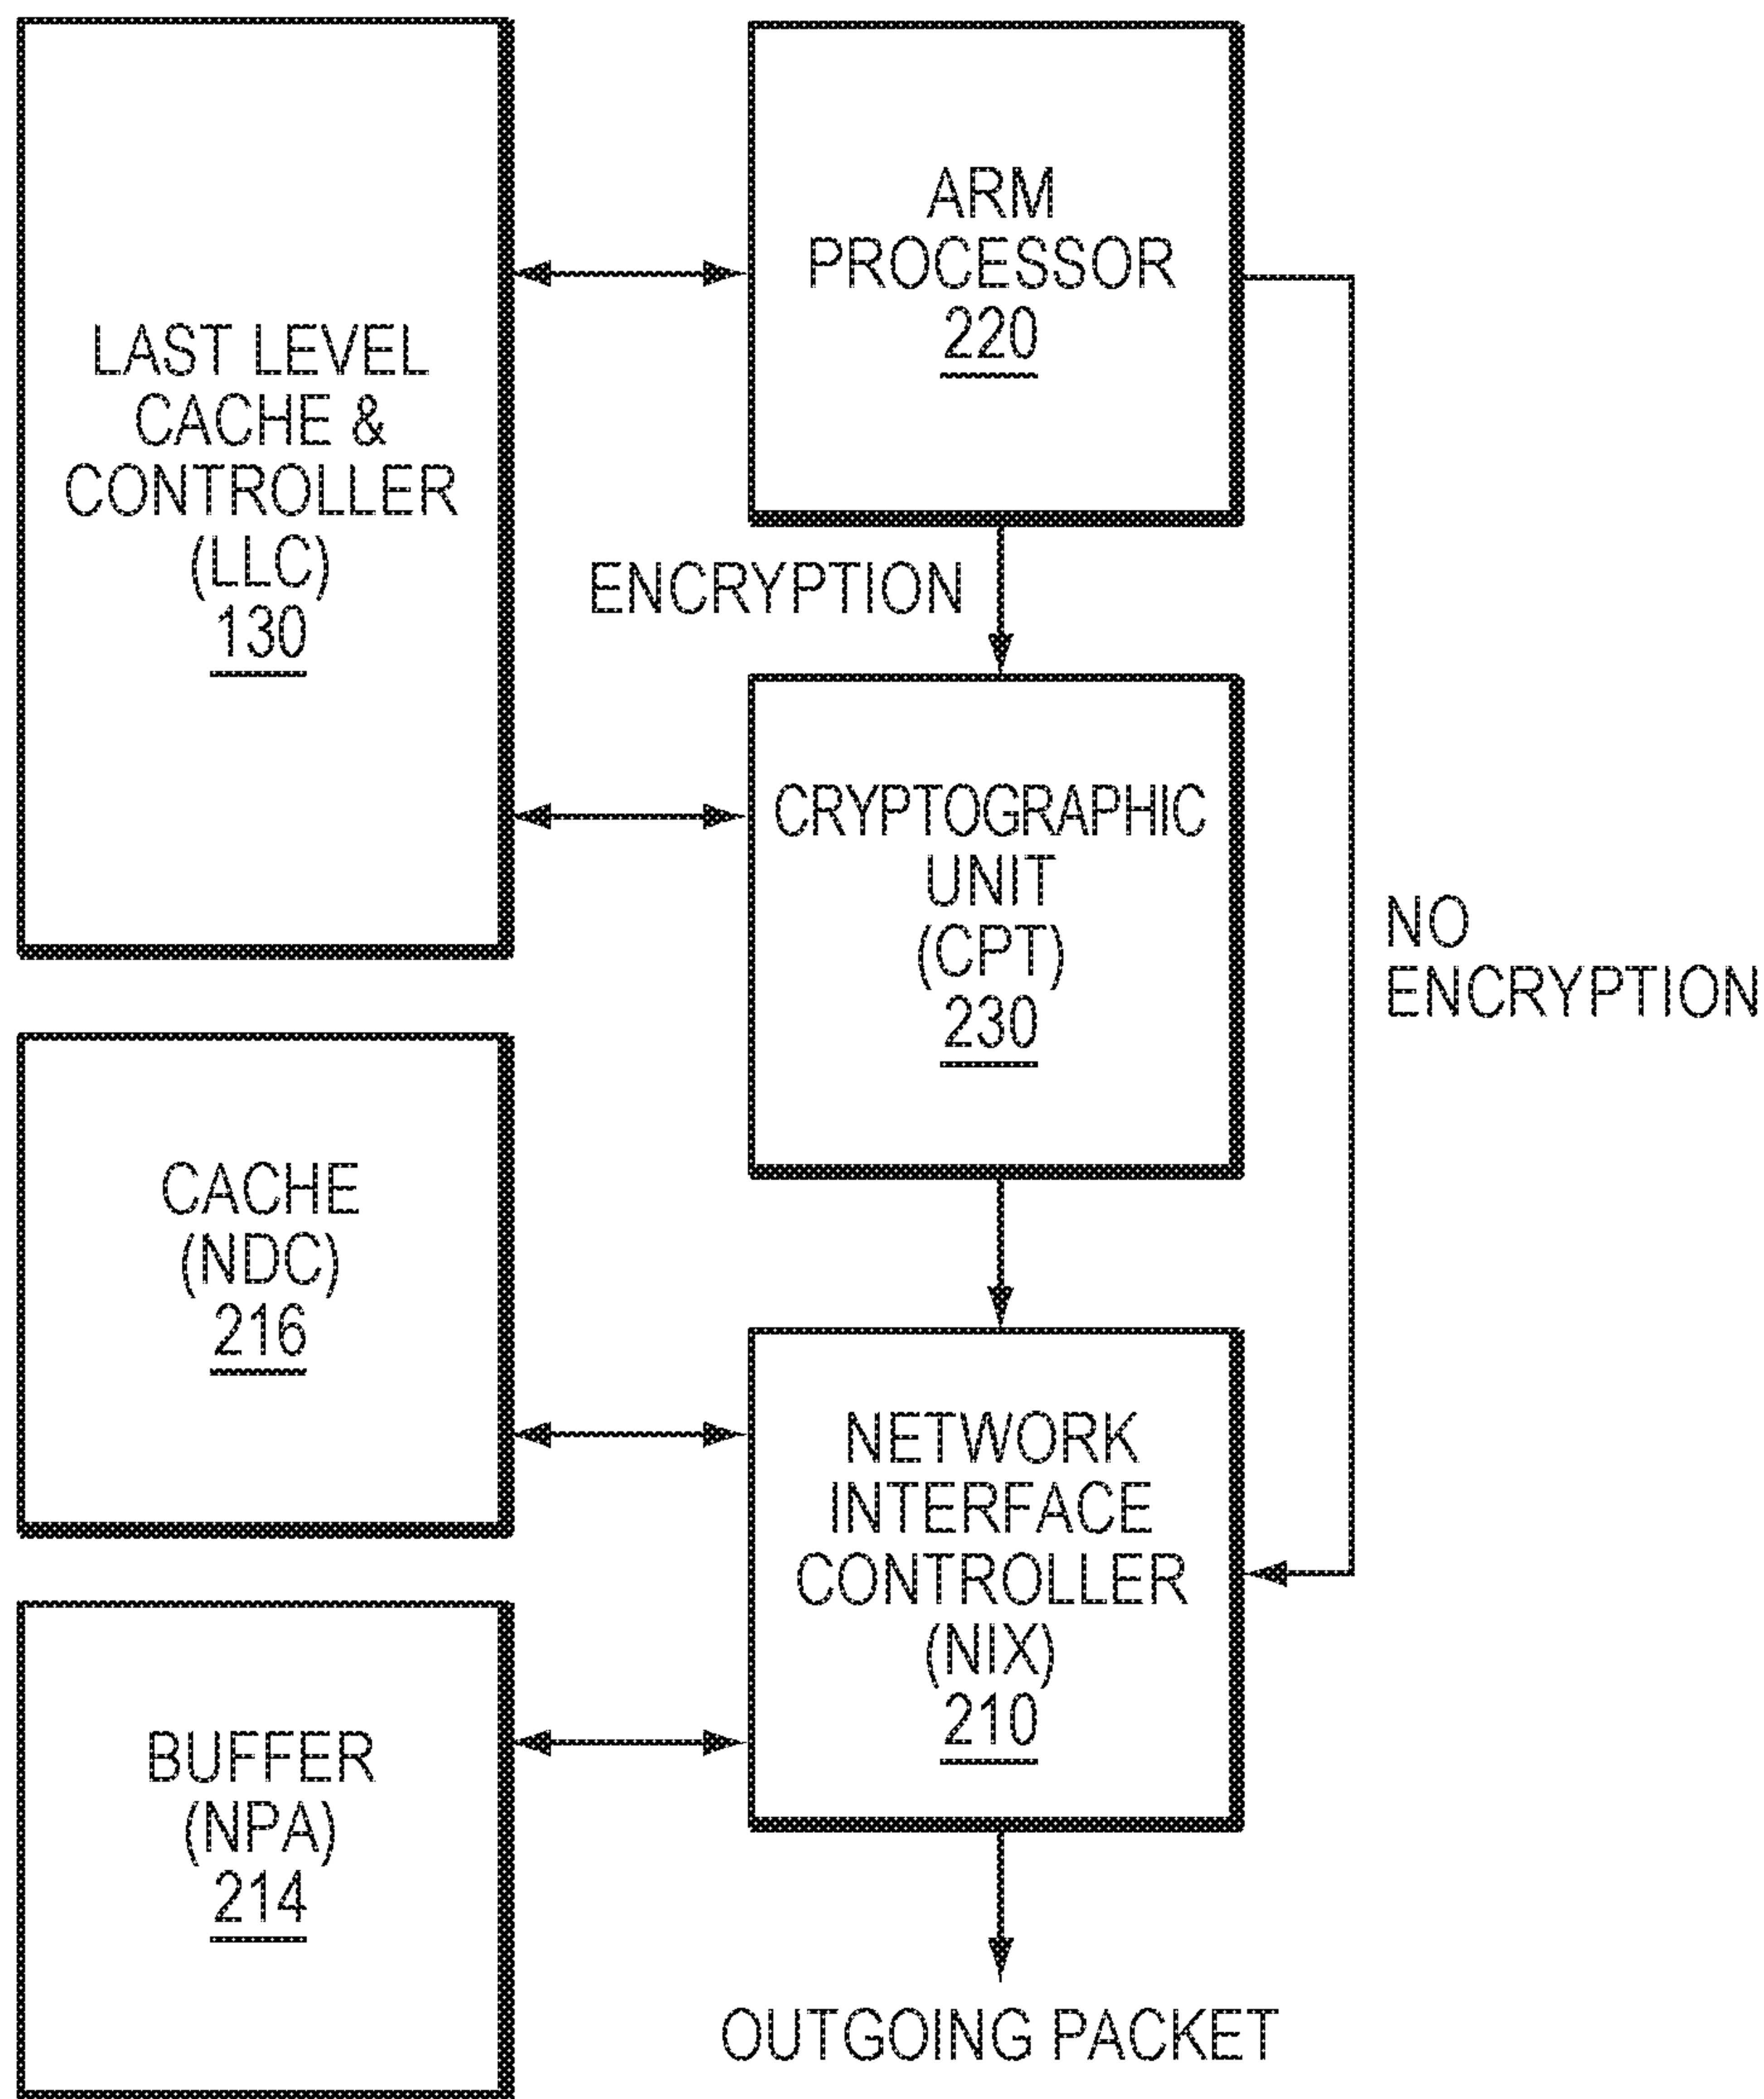 LAST LEVEL
CACHE &
CONTROLLER
(LLC)
130
ARM
PROCESSOR
220
ENCRYPTION
CRYPTOGRAPHIC
UNIT
(CPT)
230
NO
ENCRYPTION
CACHE
(NDC)
216
NETWORK
INTERFACE
CONTROLLER
(NIX)
210
BUFFER
(NPA)
214
OUTGOING PACKET